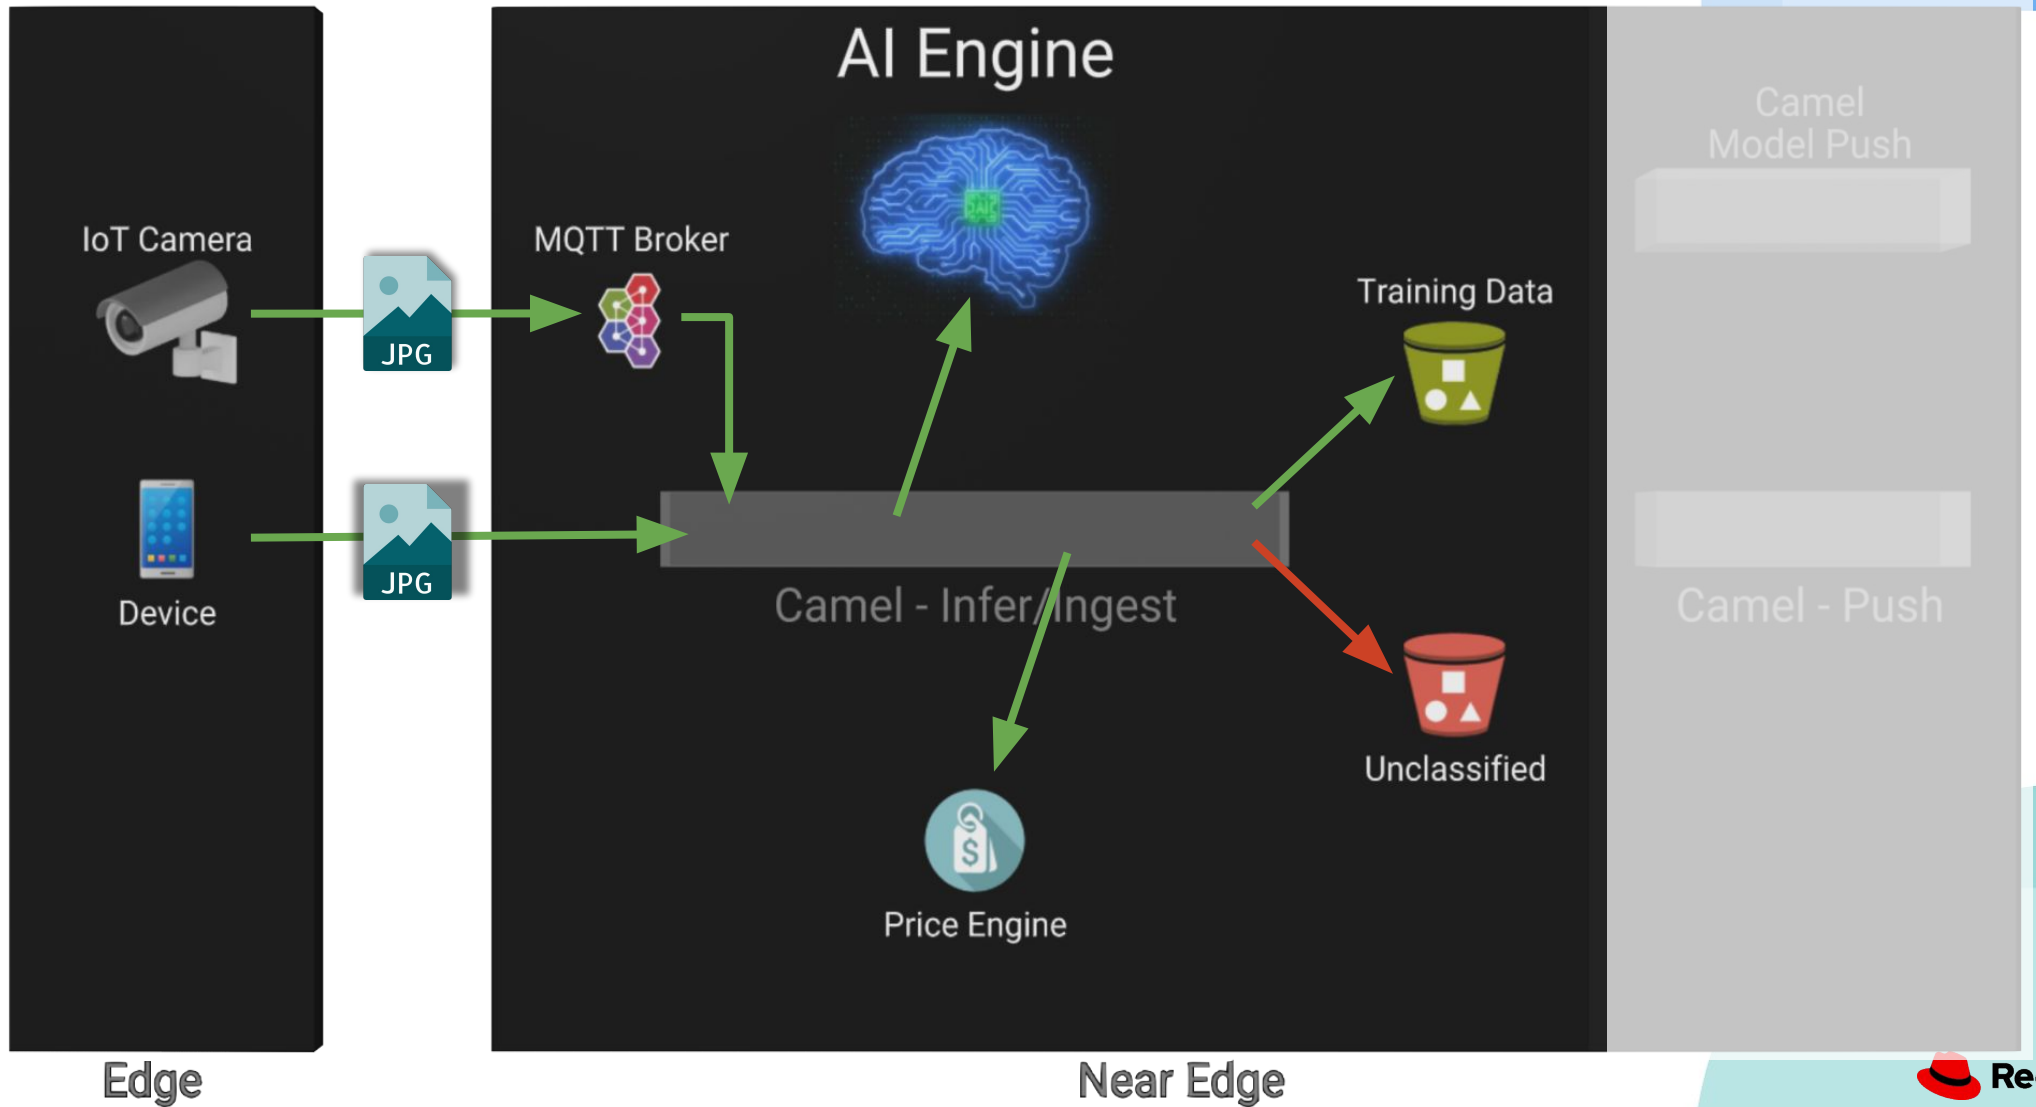 AI Engine
Camel
Model Push
IoT Camera
MQTT Broker
JPG
Training Data
JPG
Device
Camel - Infer/Ingest
Camel - Push
$
Unclassified
Price Engine
Edge
Near Edge